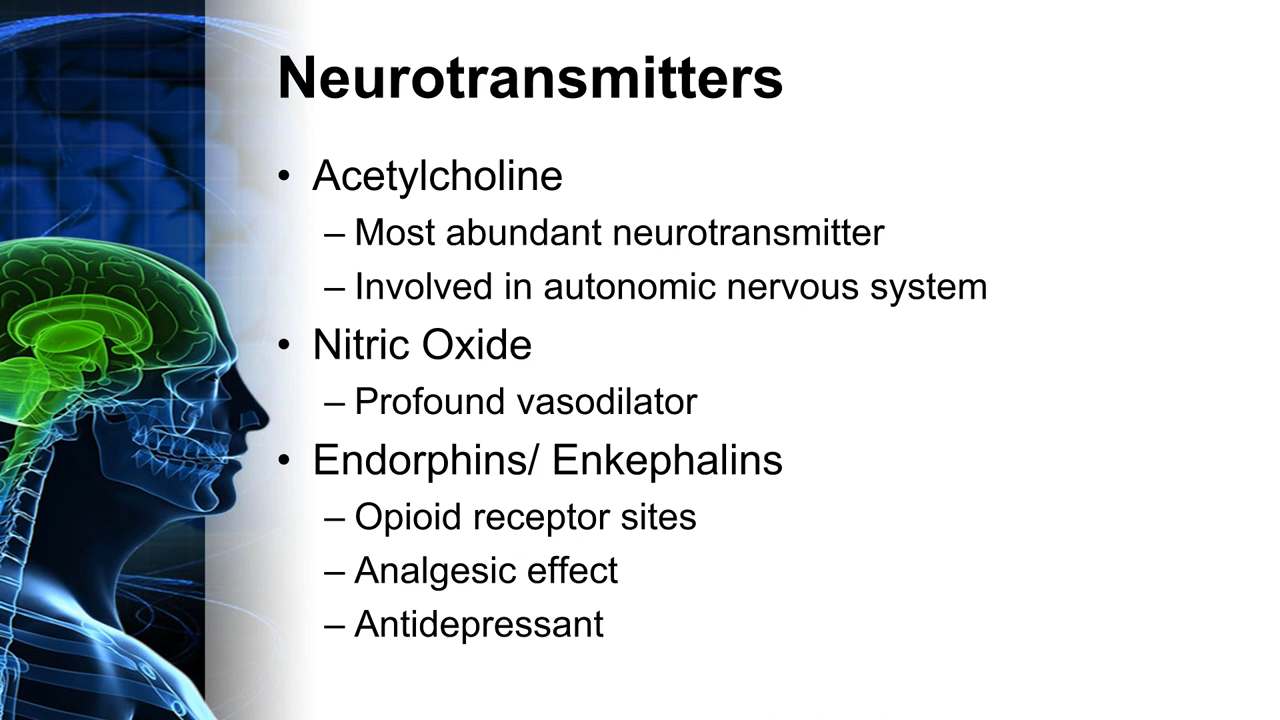 Neurotransmitters
• Acetylcholine
– Most abundant neurotransmitter
– Involved in autonomic nervous system
• Nitric Oxide
– Profound vasodilator
• Endorphins/ Enkephalins
– Opioid receptor sites
– Analgesic effect
– Antidepressant